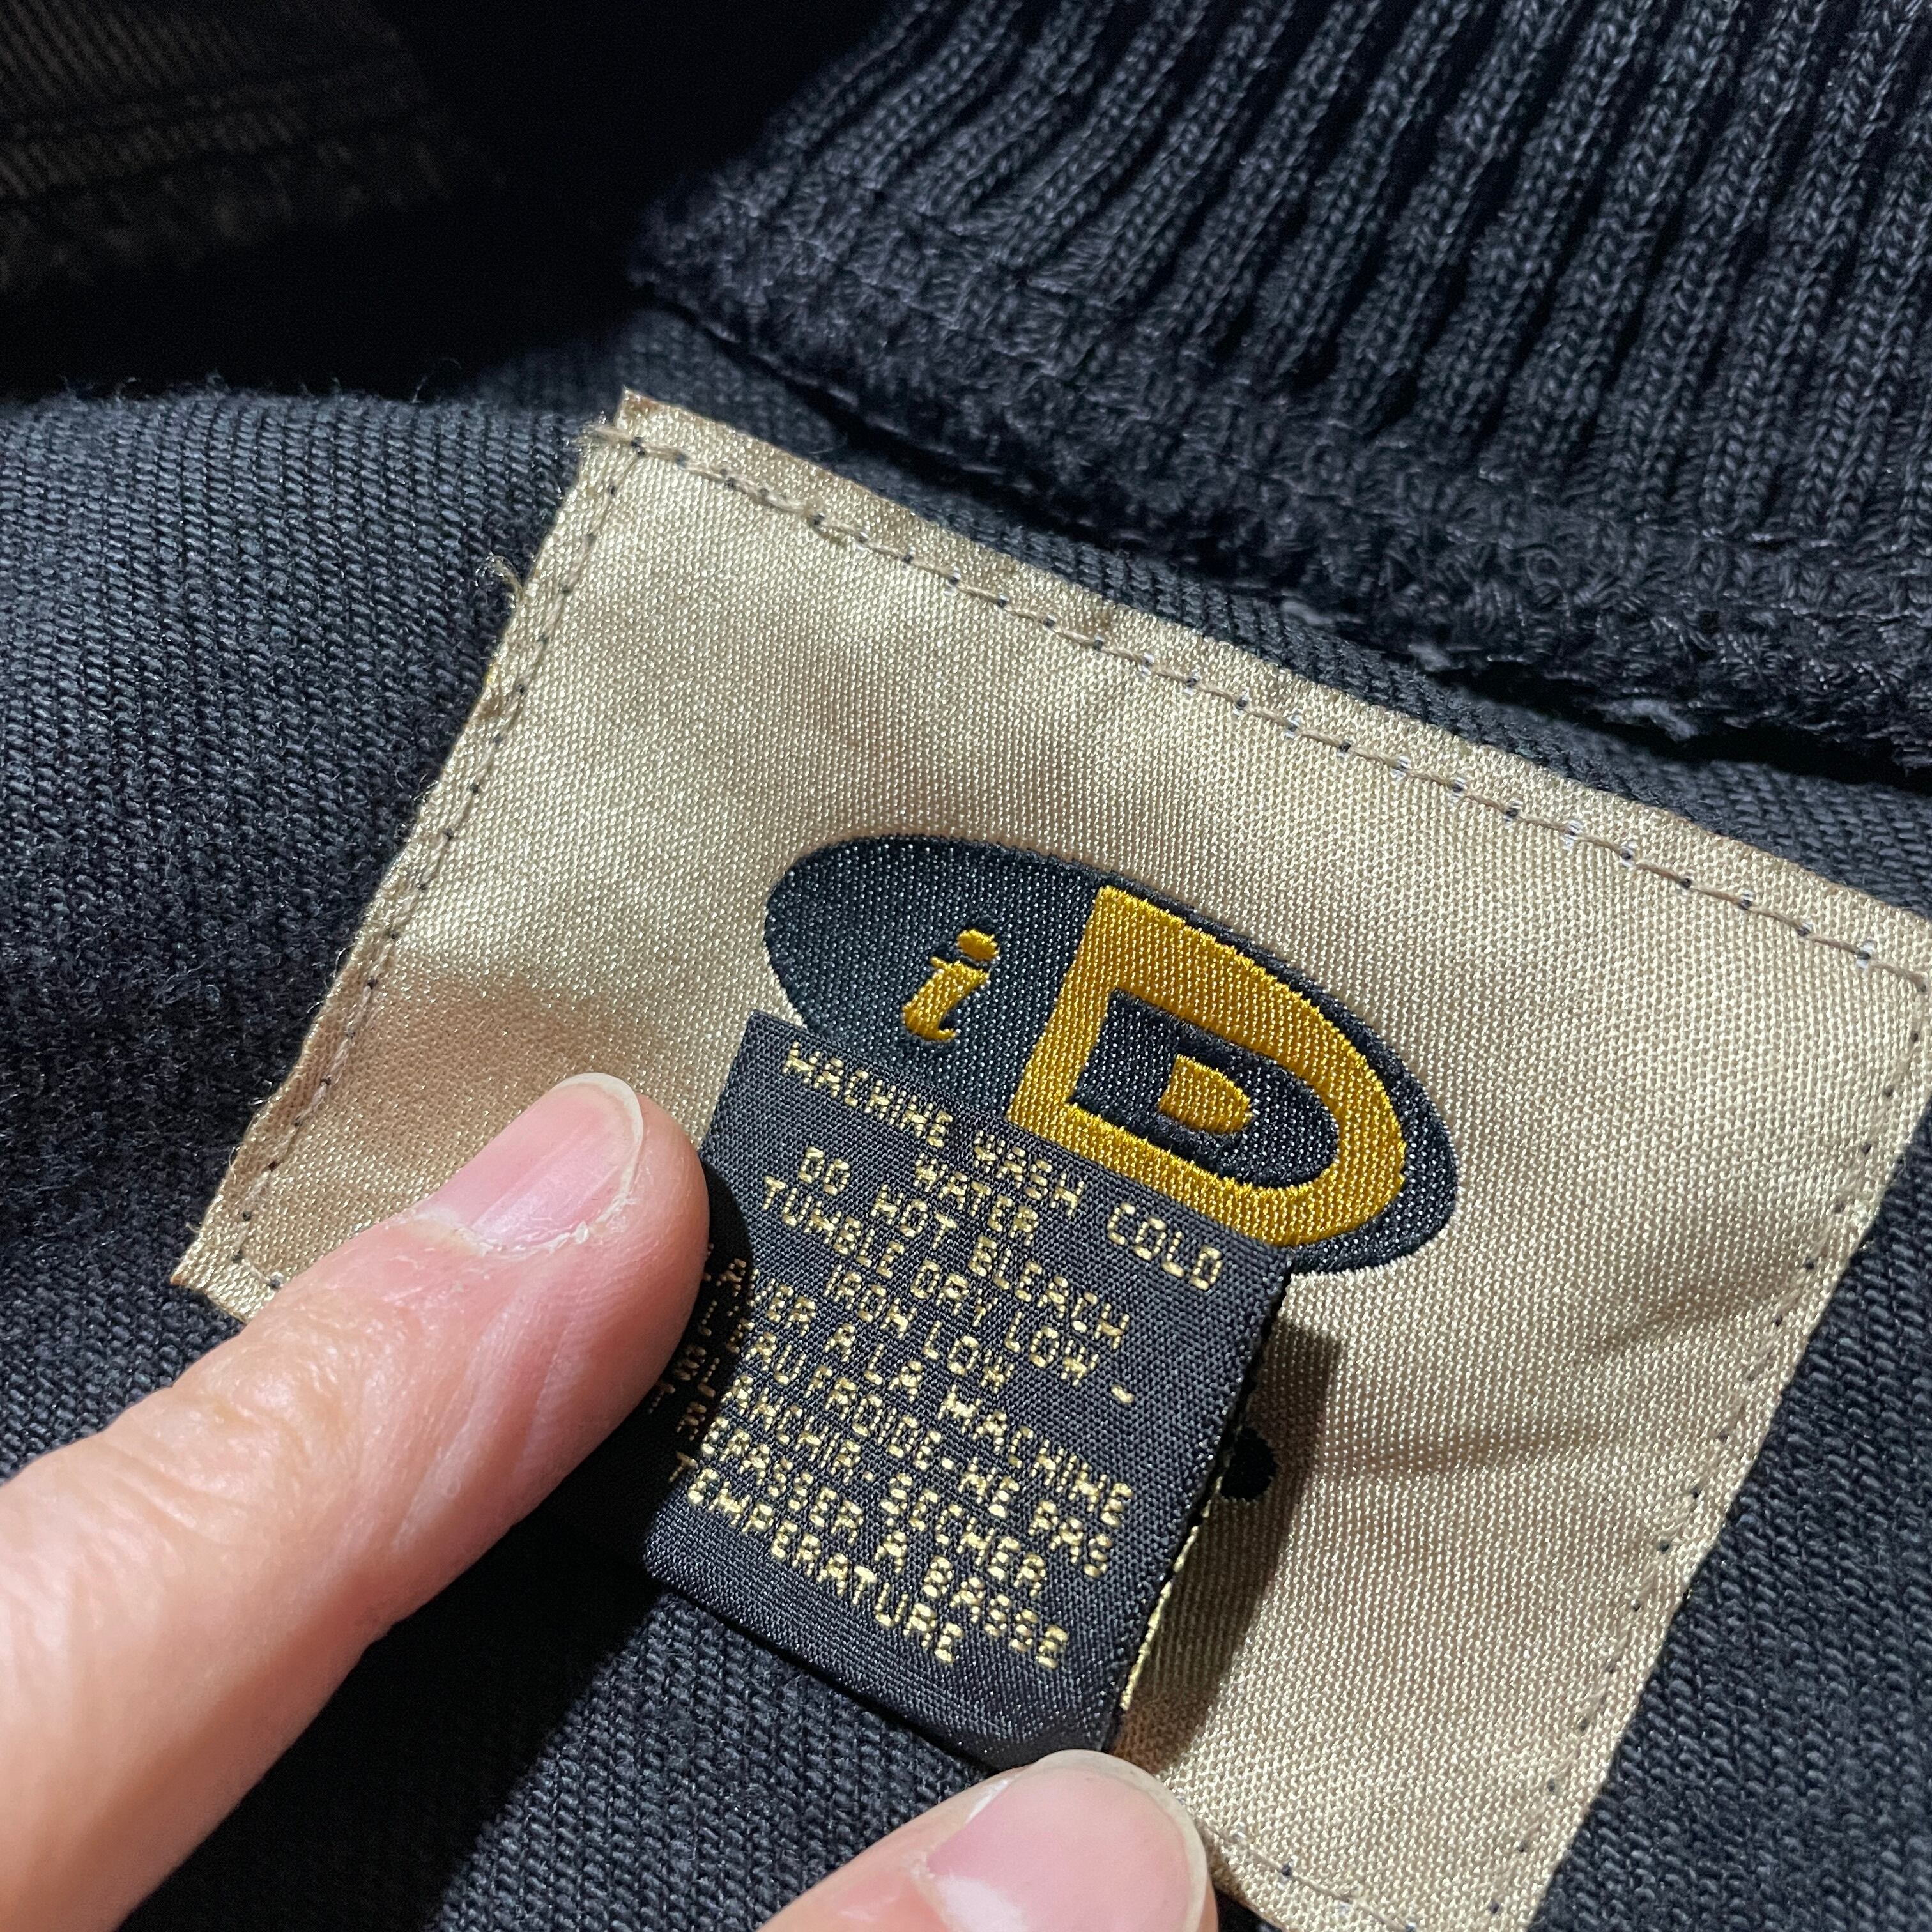 iD
MACHINE WASH COLD
WATER
DO NOT BLEACH
TUMBLE DRY LOW -
IRON LOW
LAVER A LA MACHINE
L'EAU FROIDE-NE PAS
BLANCHIR-SECHER
REPASSER A BASSE
TEMPERATURE